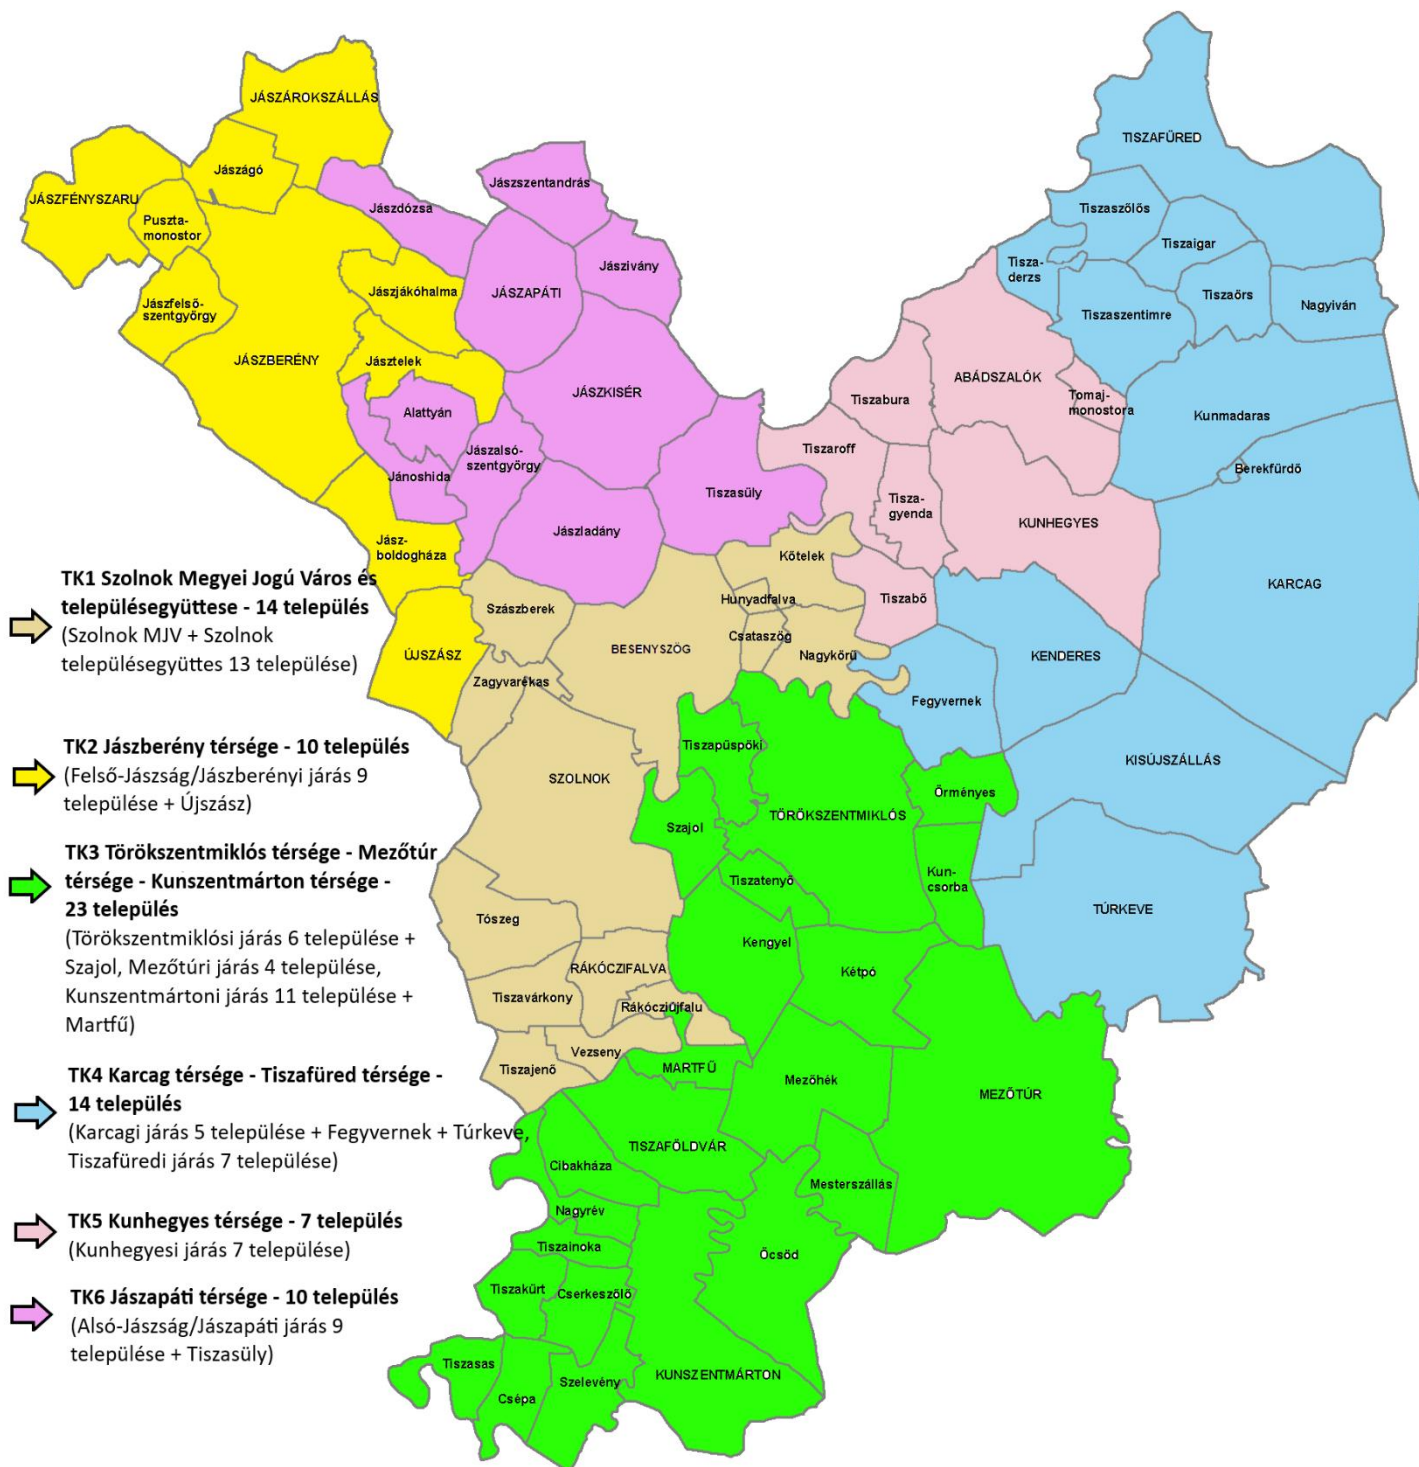 JÁSZÁROKSZÁLLÁS
JÁSZFÉNYSZARU
Jászágó
Puszta-
monostor
Jászdózsa
Jászszentandrás
Jászivány
JÁSZAPÁTI
Jászjákóhalma
Jászfelső-
szentgyörgy
JÁSZBERÉNY
Jásztelek
Alattyán
JÁSZKISÉR
Jászalsó-
szentgyörgy
Jánoshida
Tiszasüly
Jászladány
Jász-
boldogháza
ÚJSZÁSZ
TISZAFÜRED
Tiszaszőlős
Tiszaigar
Tisza-
derzs
Tiszaszentimre
Tiszaörs
Nagyiván
ABÁDSZALÓK
Tomaj-
monostora
Tiszabura
Tiszaroff
Tisza-
gyenda
KUNHEGYES
Kunmadaras
Berekfürdő
KARCAG
Tiszabő
Kőtelek
Hunyadfalva
Csataszög
Nagykörű
Szászberek
BESENYSZÖG
Zagyvarékas
SZOLNOK
KENDERES
Fegyvernek
KISÚJSZÁLLÁS
TÚRKEVE
Tiszapüspöki
Szajol
TÖRÖKSZENTMIKLÓS
Örményes
Kun-
csorba
Tiszatenyő
Kengyel
Kétpó
Tószeg
RÁKÓCZIFALVA
Tiszavárkony
Rákócziújfalu
Vezseny
Tiszajenő
MARTFŰ
Mezőhék
MEZŐTÚR
TISZAFÖLDVÁR
Cibakháza
Mesterszállás
Nagyrév
Tiszainoka
Öcsöd
Tiszakürt
Cserkeszőlő
Tiszasas
Csépa
Szelevény
KUNSZENTMÁRTON
TK1 Szolnok Megyei Jogú Város és
településegyüttese - 14 település
(Szolnok MJV + Szolnok
településegyüttes 13 települése)
TK2 Jászberény térsége - 10 település
(Felső-Jászság/Jászberényi járás 9
települése + Újszász)
TK3 Törökszentmiklós térsége - Mezőtúr
térsége - Kunszentmárton térsége -
23 település
(Törökszentmiklósi járás 6 települése +
Szajol, Mezőtúri járás 4 települése,
Kunszentmártoni járás 11 települése +
Martfű)
TK4 Karcag térsége - Tiszafüred térsége -
14 település
(Karcagi járás 5 települése + Fegyvernek + Túrkeve,
Tiszafüredi járás 7 települése)
TK5 Kunhegyes térsége - 7 település
(Kunhegyesi járás 7 települése)
TK6 Jászapáti térsége - 10 település
(Alsó-Jászság/Jászapáti járás 9
települése + Tiszasüly)